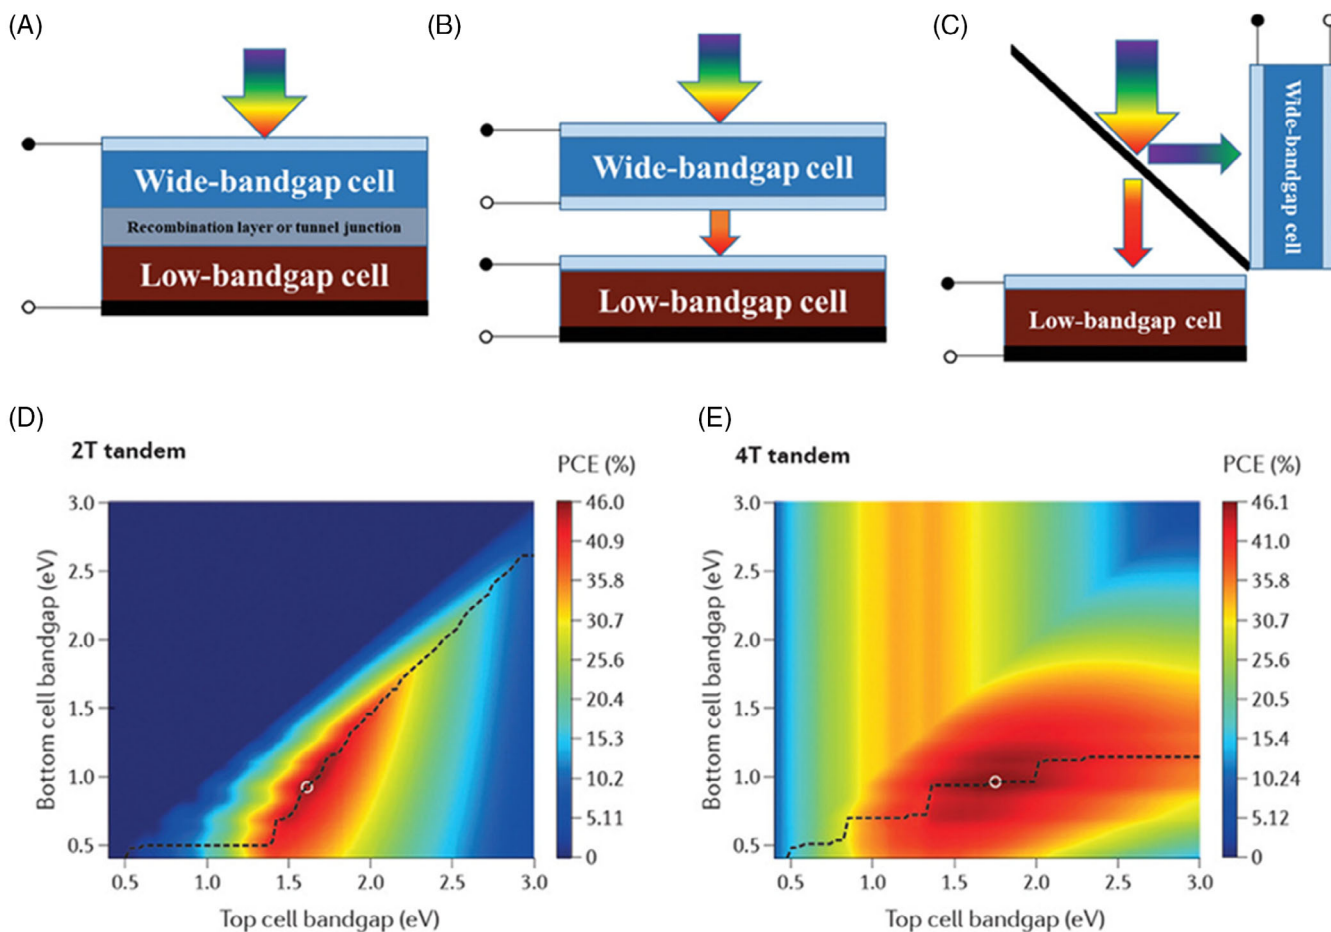 (A)
(B)
(C)
Wide-bandgap cell
Recombination layer or tunnel junction
Low-bandgap cell
Wide-bandgap cell
Low-bandgap cell
Wide-bandgap cell
Low-bandgap cell
(D)
2T tandem
PCE (%)
3.0
2.5
2.0
1.5
1.0
0.5
Bottom cell bandgap (eV)
0.5 1.0 1.5 2.0 2.5 3.0
Top cell bandgap (eV)
46.0
40.9
35.8
30.7
25.6
20.4
15.3
10.2
5.11
0
(E)
4T tandem
PCE (%)
3.0
2.5
2.0
1.5
1.0
0.5
Bottom cell bandgap (eV)
0.5 1.0 1.5 2.0 2.5 3.0
Top cell bandgap (eV)
46.1
41.0
35.8
30.7
25.6
20.5
15.4
10.24
5.12
0